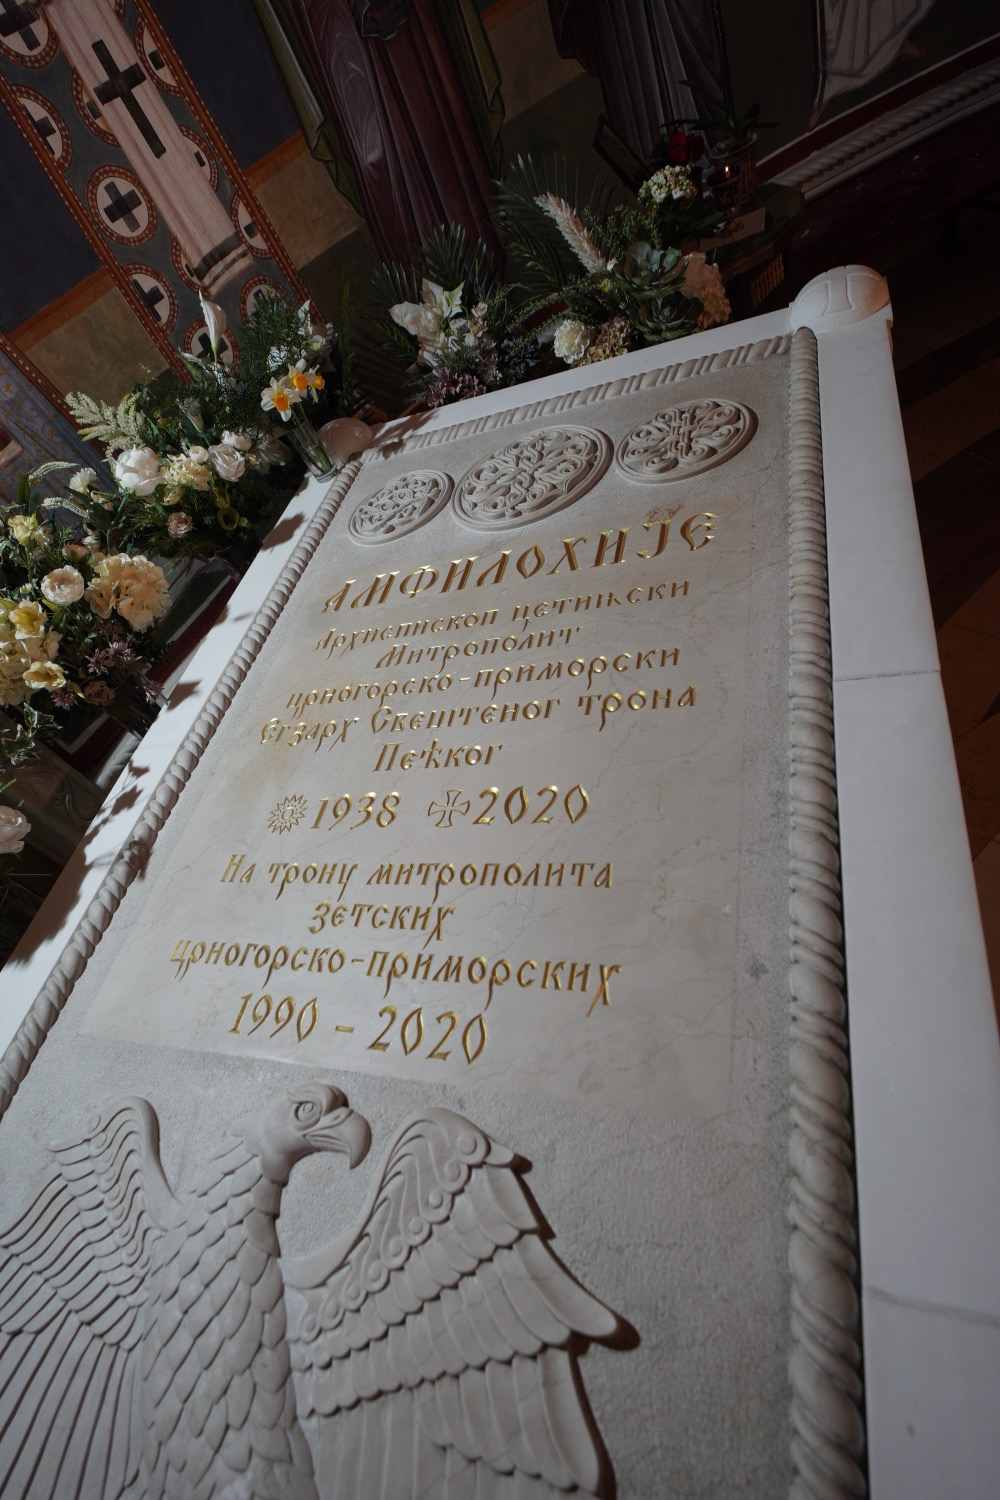 АМФИЛОХИЈЕ
Архиепископ цетињски
Митрополит
црногорско-приморски
Егзарх Свештеног трона
Пећког
1938 2020
На трону митрополита
зетских
црногорско-приморских
1990 - 2020